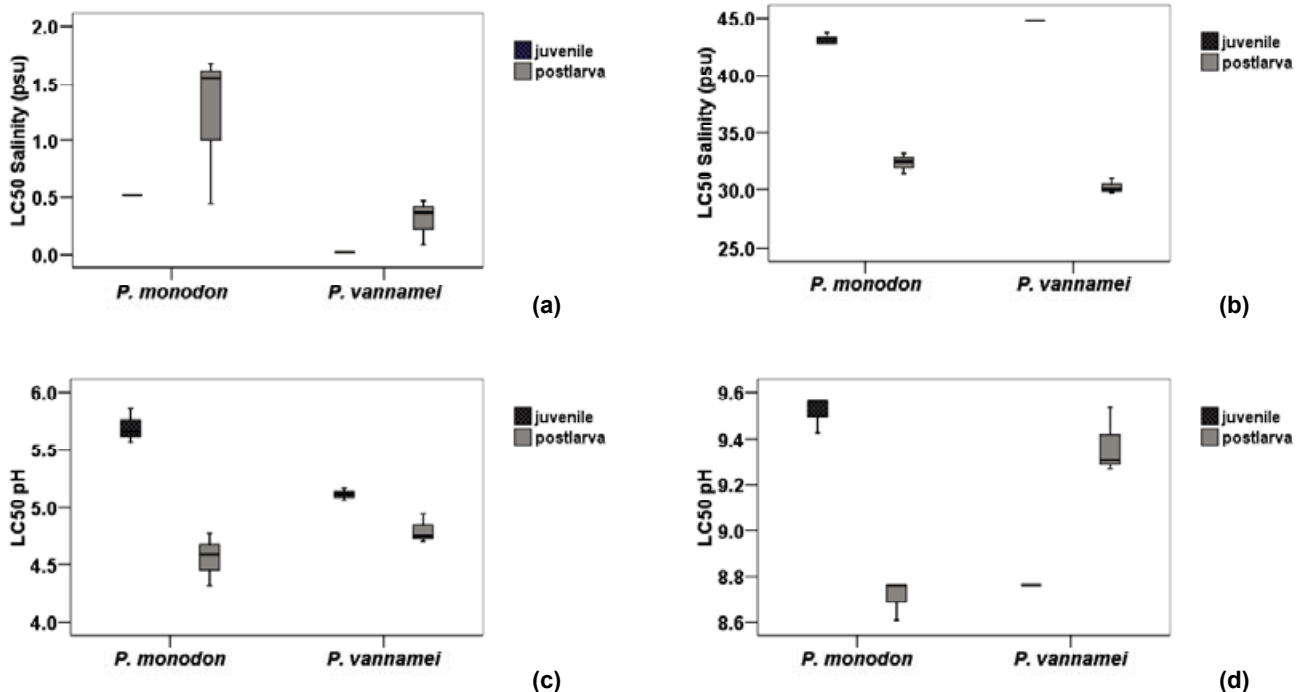 2.0
1.5
1.0
0.5
0.0
LC50 Salinity (psu)
P. monodon P. vannamei
juvenile
postlarva
(a)
45.0
40.0
35.0
30.0
25.0
LC50 Salinity (psu)
P. monodon P. vannamei
juvenile
postlarva
(b)
6.0
5.5
5.0
4.5
4.0
LC50 pH
P. monodon P. vannamei
juvenile
postlarva
(c)
9.6
9.4
9.2
9.0
8.8
8.6
LC50 pH
P. monodon P. vannamei
juvenile
postlarva
(d)